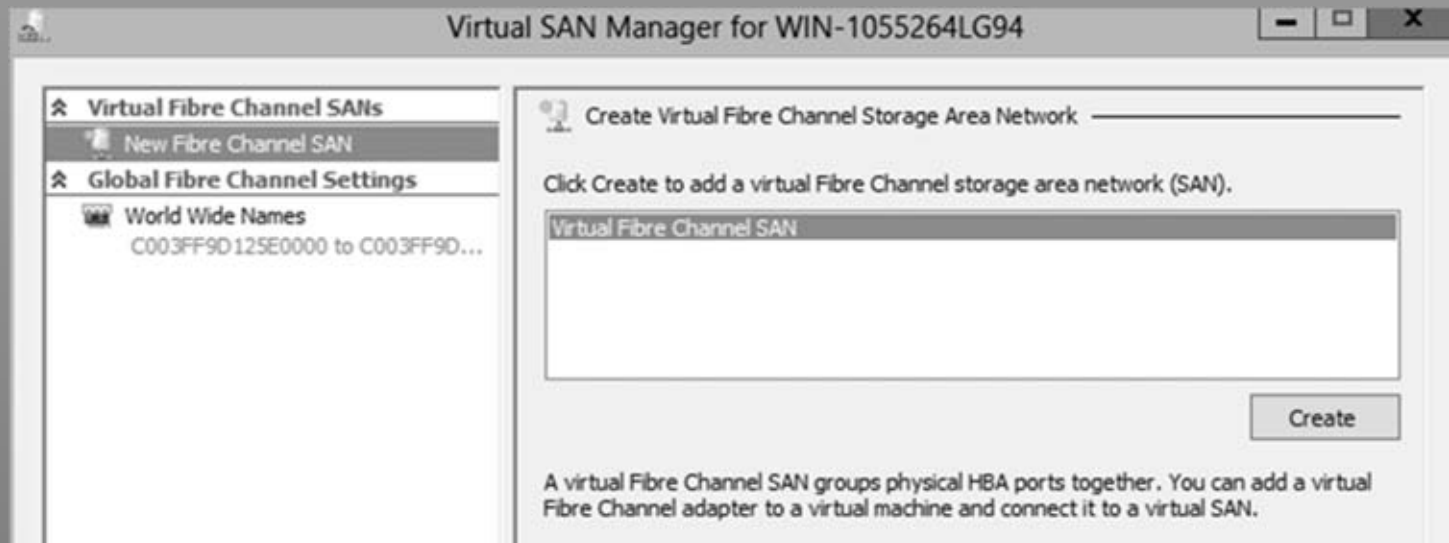 Virtual SAN Manager for WIN-1055264LG94
Virtual Fibre Channel SANs
New Fibre Channel SAN
Global Fibre Channel Settings
World Wide Names
C003FF9D125E0000 to C003FF9D...
Create Virtual Fibre Channel Storage Area Network
Click Create to add a virtual Fibre Channel storage area network (SAN).
Virtual Fibre Channel SAN
Create
A virtual Fibre Channel SAN groups physical HBA ports together. You can add a virtual
Fibre Channel adapter to a virtual machine and connect it to a virtual SAN.